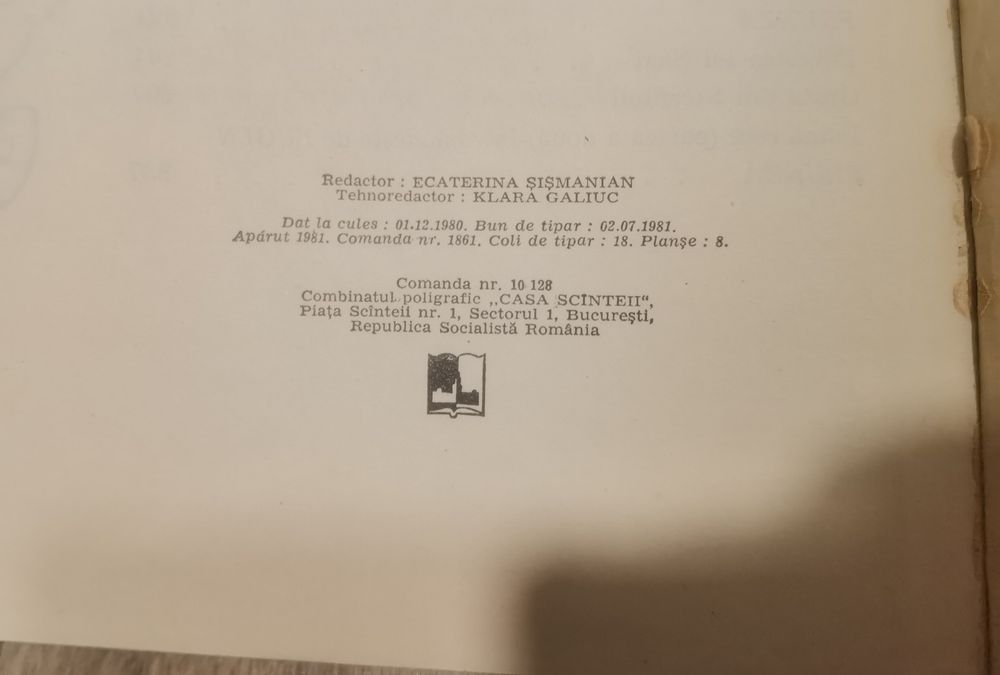 Redactor : ECATERINA ŞIŞMANIAN
Tehnoredactor : KLARA GALIUC
Dat la cules : 01.12.1980. Bun de tipar : 02.07.1981.
Apărut 1981. Comanda nr. 1861. Coli de tipar : 18. Planşe : 8.
Comanda nr. 10 128
Combinatul poligrafic „CASA SCÎNTEII“,
Piaţa Scînteii nr. 1, Sectorul 1, Bucureşti,
Republica Socialistă România